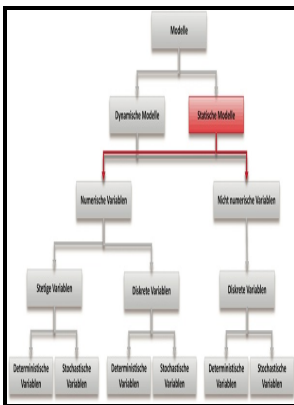 Modelle
Dynamische Modelle
Statische Modelle
Numerische Variablen
Nicht numerische Variablen
Stetige Variablen
Diskrete Variablen
Diskrete Variablen
Deterministische
Variablen
Stochastische
Variablen
Deterministische
Variablen
Stochastische
Variablen
Deterministische
Variablen
Stochastische
Variablen